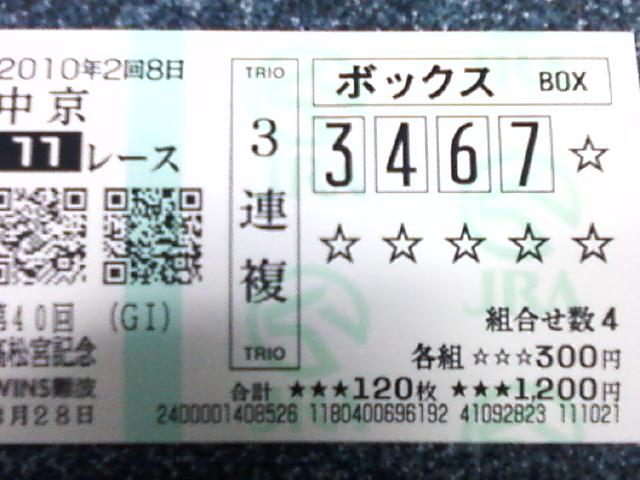 2010年2回8日
中京
11レース
TRIO
3連複
TRIO
ボックス BOX
3 4 6 7 ☆
☆ ☆ ☆ ☆ ☆
JRA
第40回 (GI)
高松宮記念
WINS難波
3月28日
組合せ数4
各組 ☆☆☆300円
合計 ★★★120枚 ★★★1,200円
2400001408526 1180400696192 41092823 111021